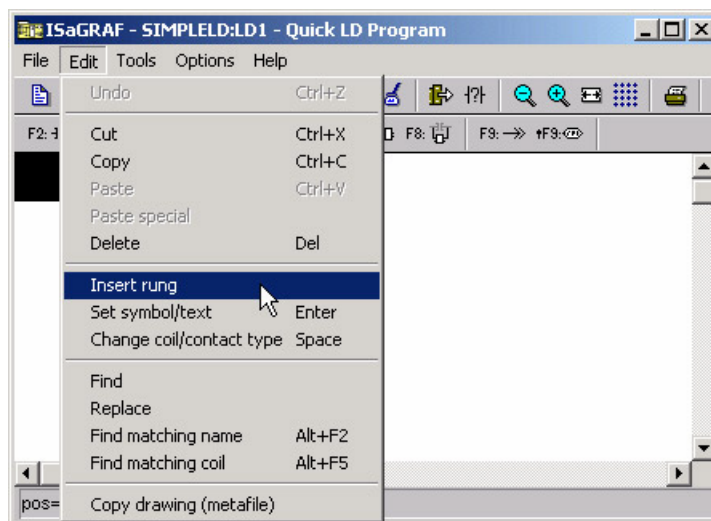 ISaGRAF - SIMPLELD:LD1 - Quick LD Program
File Edit Tools Options Help
Undo Ctrl+Z
F2: F8: F9: F9:
Cut Ctrl+X
Copy Ctrl+C
Paste Ctrl+V
Paste special
Delete Del
Insert rung
Set symbol/text Enter
Change coil/contact type Space
Find
Replace
Find matching name Alt+F2
Find matching coil Alt+F5
pos=
Copy drawing (metafile)